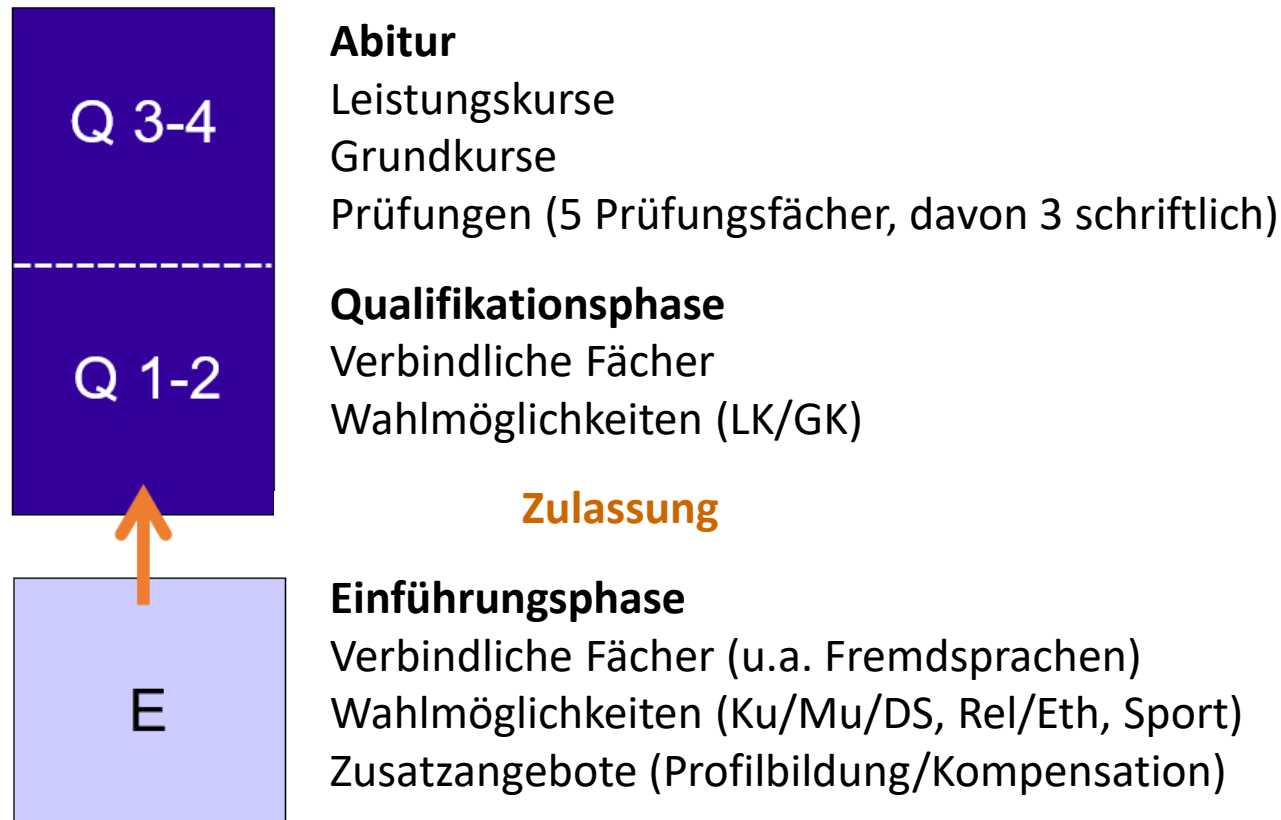 Q 3-4
Abitur
Leistungskurse
Grundkurse
Prüfungen (5 Prüfungsfächer, davon 3 schriftlich)
Q 1-2
Qualifikationsphase
Verbindliche Fächer
Wahlmöglichkeiten (LK/GK)
Zulassung
E
Einführungsphase
Verbindliche Fächer (u.a. Fremdsprachen)
Wahlmöglichkeiten (Ku/Mu/DS, Rel/Eth, Sport)
Zusatzangebote (Profilbildung/Kompensation)